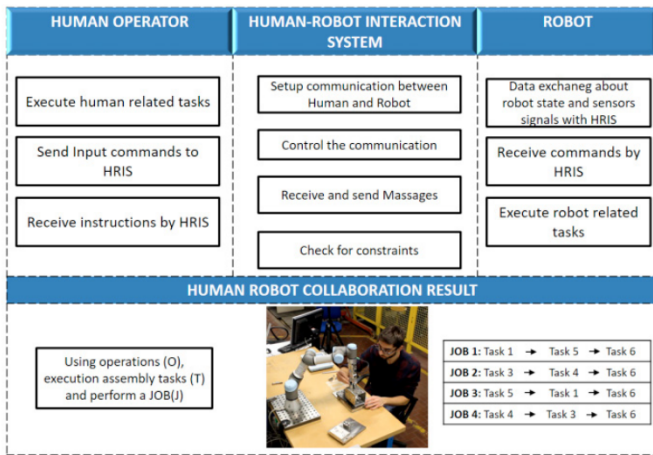 HUMAN OPERATOR
HUMAN-ROBOT INTERACTION
SYSTEM
ROBOT
Execute human related tasks
Send Input commands to
HRIS
Receive instructions by HRIS
Setup communication between
Human and Robot
Control the communication
Receive and send Massages
Check for constraints
Data exchaneg about
robot state and sensors
signals with HRIS
Receive commands by
HRIS
Execute robot related
tasks
HUMAN ROBOT COLLABORATION RESULT
Using operations (O),
execution assembly tasks (T)
and perform a JOB(J)
JOB 1: Task 1 → Task 5 → Task 6
JOB 2: Task 3 → Task 4 → Task 6
JOB 3: Task 5 → Task 1 → Task 6
JOB 4: Task 4 → Task 3 → Task 6